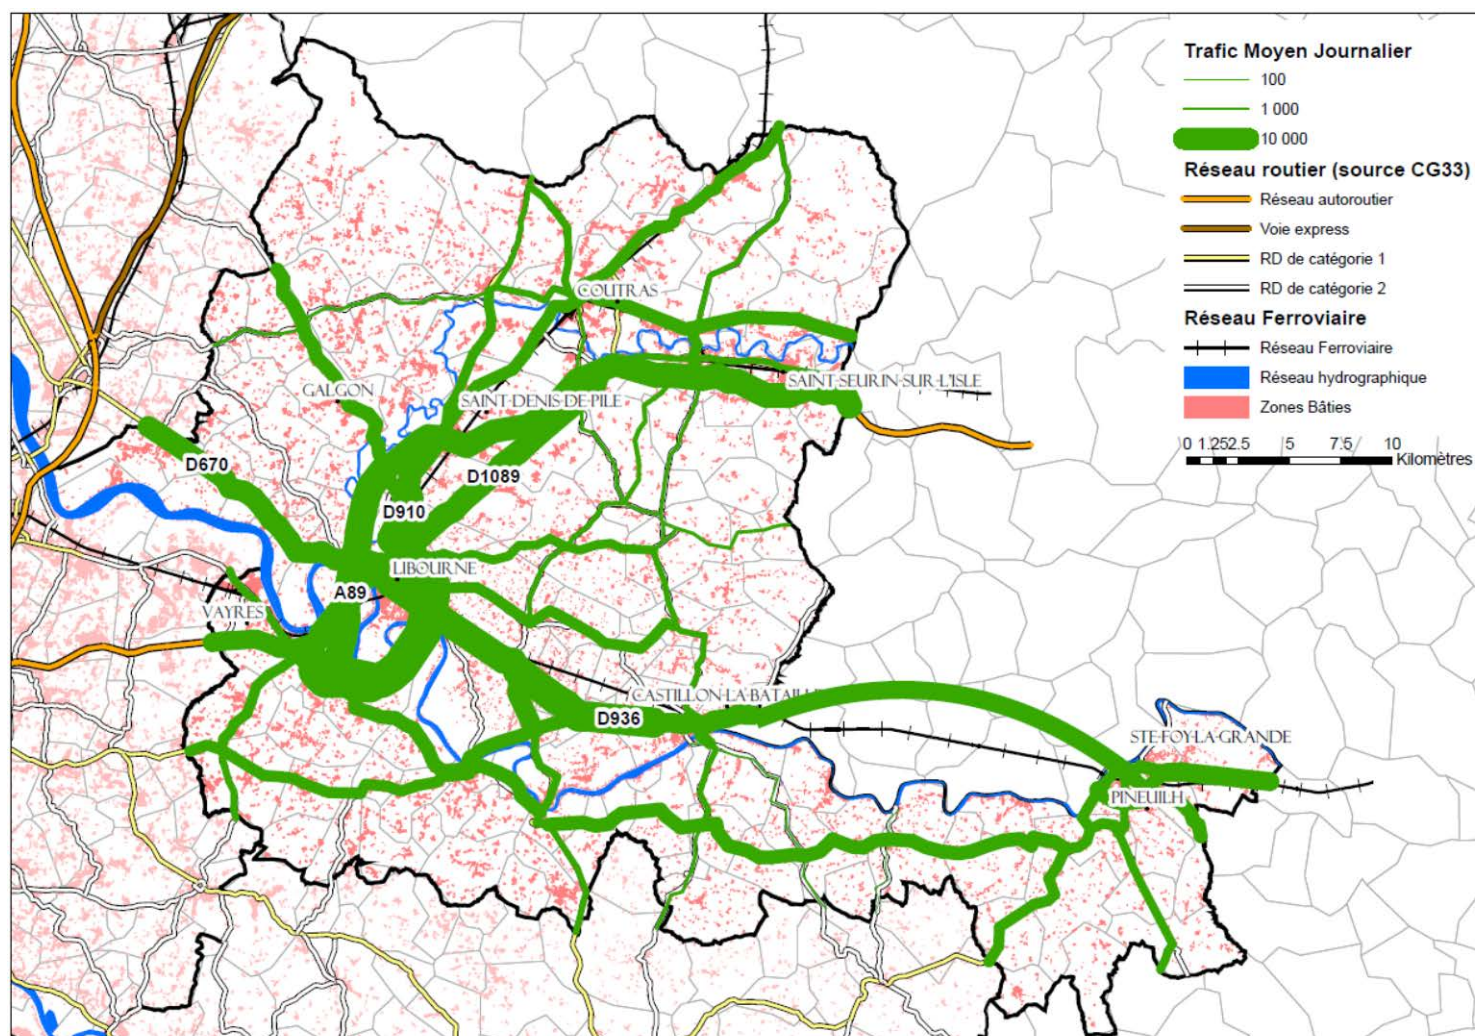 Trafic Moyen Journalier
100
1 000
10 000
Réseau routier (source CG33)
Réseau autoroutier
Voie express
RD de catégorie 1
RD de catégorie 2
Réseau Ferroviaire
Réseau Ferroviaire
Réseau hydrographique
Zones Bâties
0 1.252.5 5 7.5 10
Kilomètres
COUTRAS
GALGON
SAINT-DENIS-DE-PILE
SAINT-SEURIN-SUR-L'ISLE
D670
D1089
D910
LIBOURNE
A89
VAYRES
CASTILLON-LA-BATAILL
D936
STE-FOY-LA-GRANDE
PINEUILH